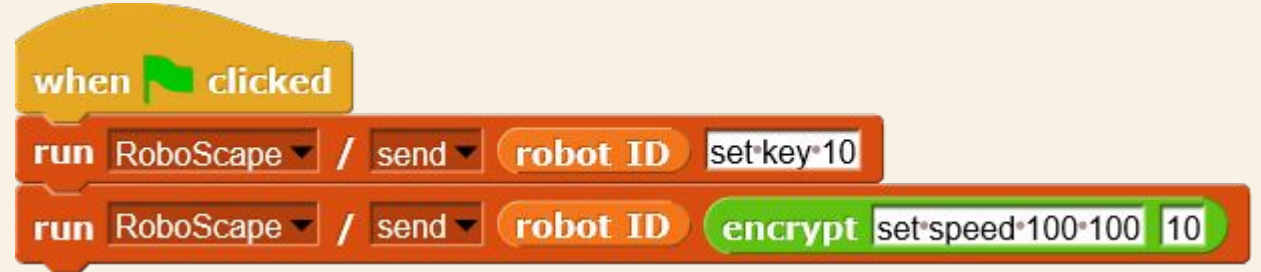 when clicked
run RoboScape / send robot ID set key 10
run RoboScape / send robot ID encrypt set speed 100 100 10